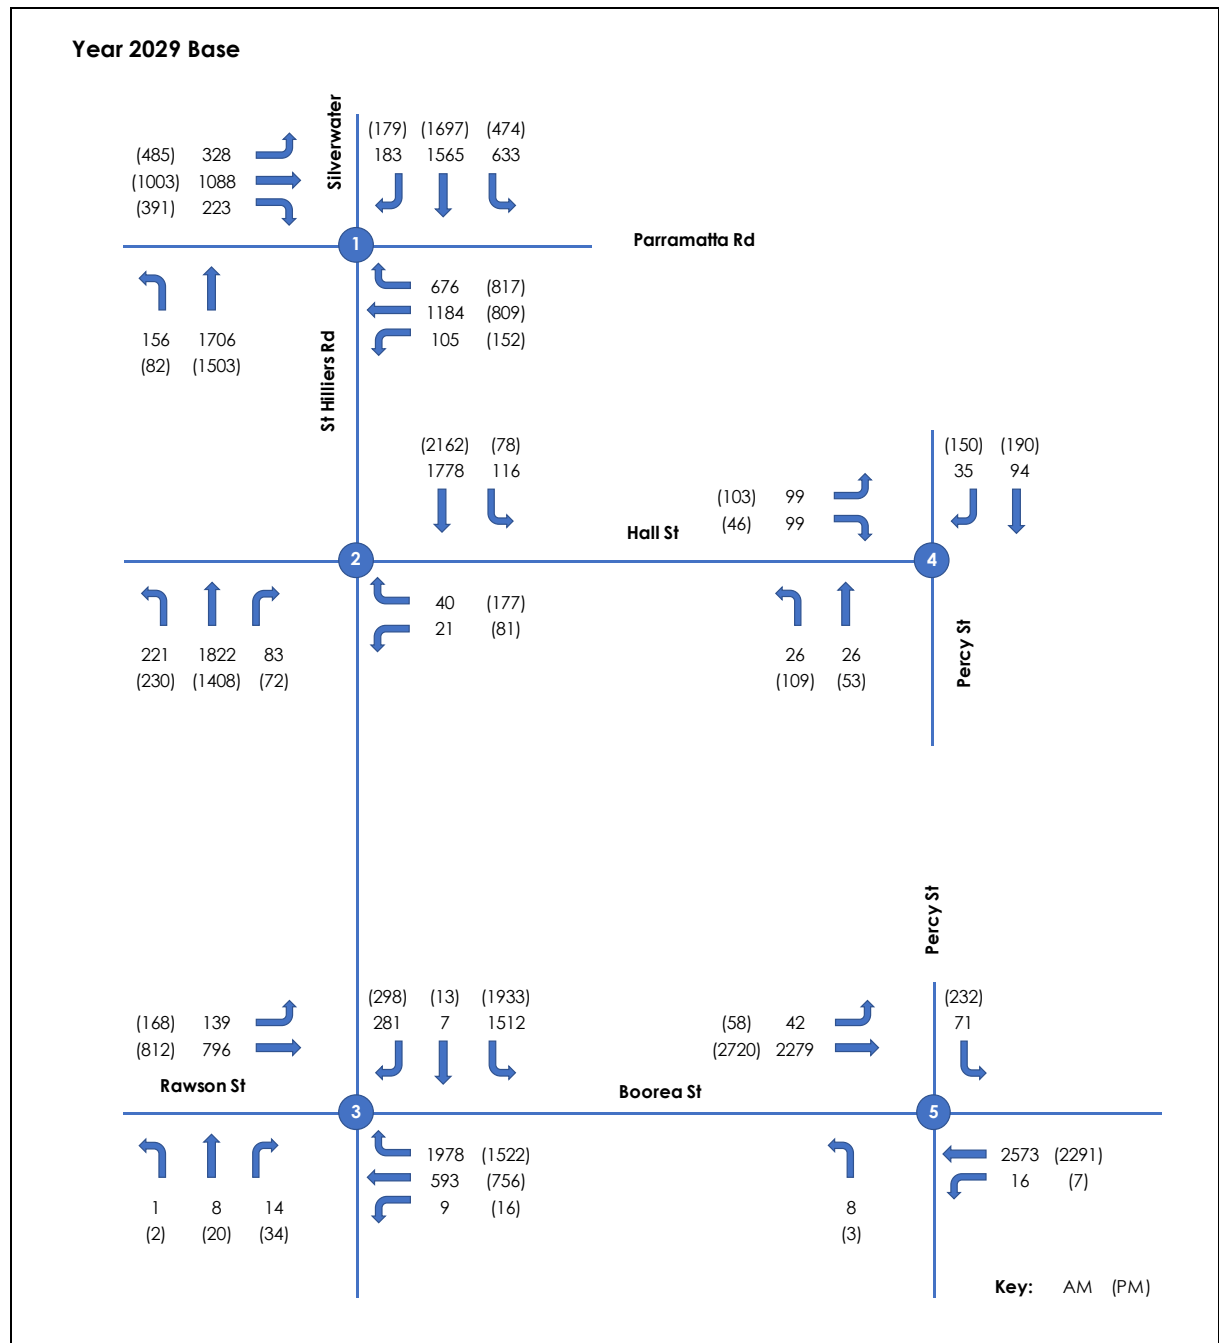 Year 2029 Base
Silverwater
(179) (1697) (474)
183 1565 633
(485) 328
(1003) 1088
(391) 223
1
Parramatta Rd
676 (817)
1184 (809)
105 (152)
156 1706
(82) (1503)
St Hilliers Rd
(2162) (78)
1778 116
(150) (190)
35 94
(103) 99
(46) 99
Hall St
2
4
40 (177)
21 (81)
221 1822 83
(230) (1408) (72)
26 26
(109) (53)
Percy St
Percy St
(298) (13) (1933)
281 7 1512
(168) 139
(812) 796
(232)
71
(58) 42
(2720) 2279
Rawson St
Boorea St
3
5
1978 (1522)
593 (756)
9 (16)
2573 (2291)
16 (7)
1 8 14
(2) (20) (34)
8
(3)
Key: AM (PM)